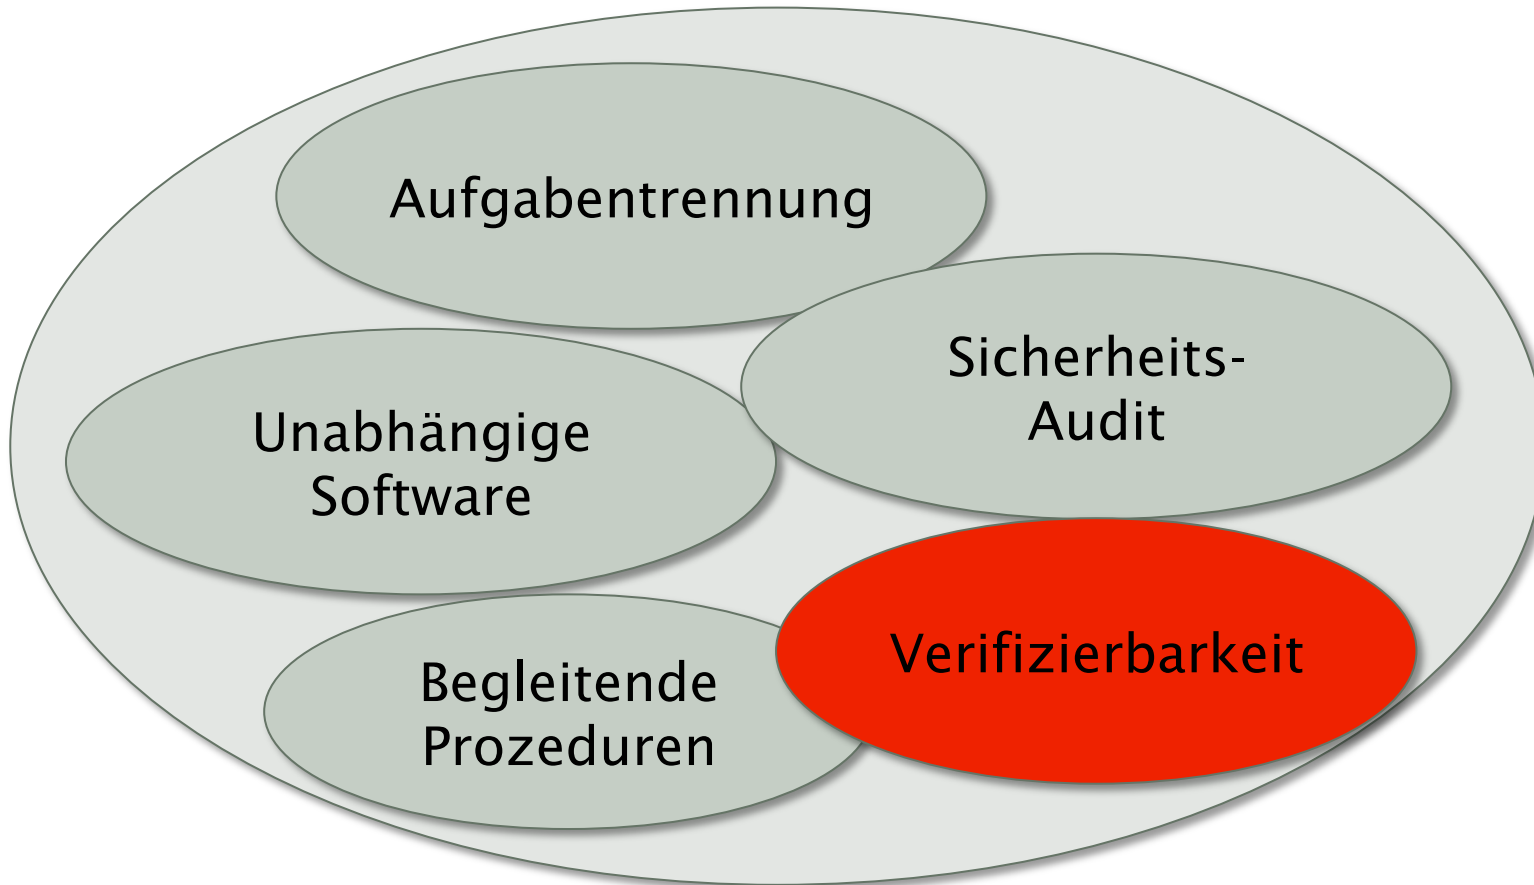 Aufgabentrennung
Sicherheits-
Audit
Unabhängige
Software
Verifizierbarkeit
Begleitende
Prozeduren